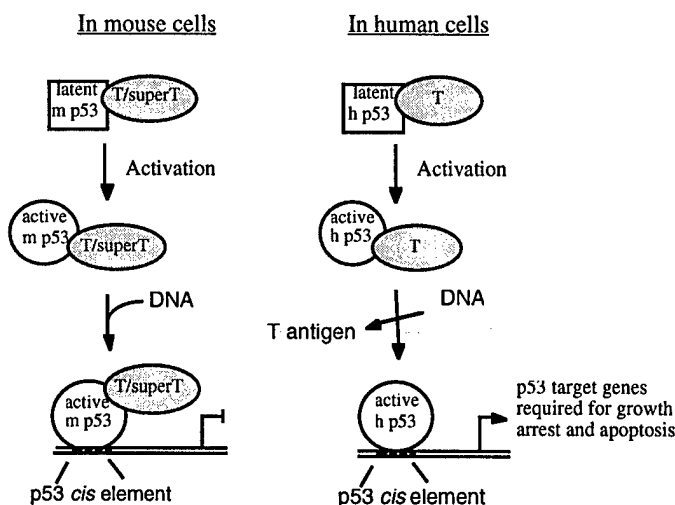 In mouse cells
latent
m p53
T/superT
Activation
active
m p53
T/superT
DNA
T/superT
active
m p53
p53 cis element
In human cells
latent
h p53
T
Activation
active
h p53
T
DNA
T antigen
active
h p53
p53 target genes
required for growth
arrest and apoptosis
p53 cis element